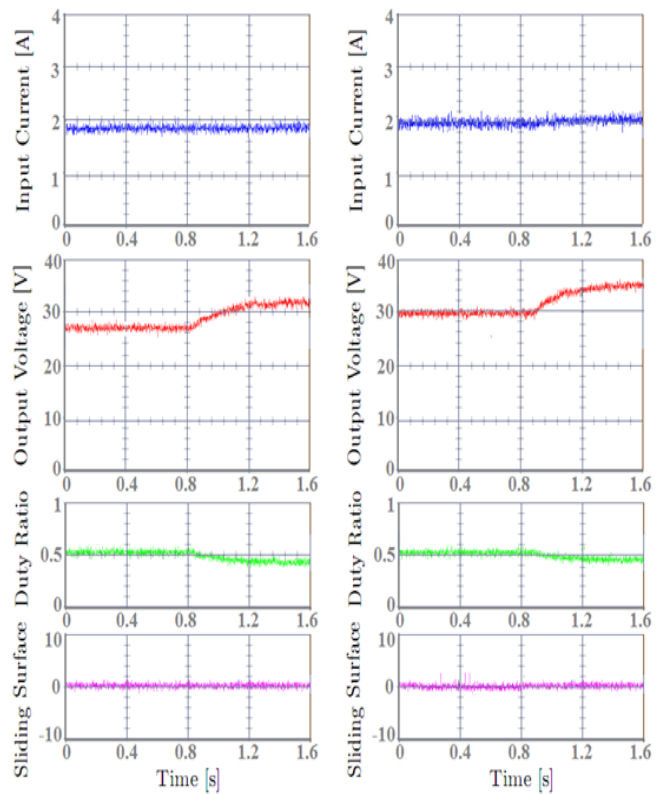 Input Current [A]
4
3
2
1
0
0 0.4 0.8 1.2 1.6
Input Current [A]
4
3
2
1
0
0 0.4 0.8 1.2 1.6
Output Voltage [V]
40
30
20
10
0
0 0.4 0.8 1.2 1.6
Output Voltage [V]
40
30
20
10
0
0 0.4 0.8 1.2 1.6
Duty Ratio
1
0.5
0
0 0.4 0.8 1.2 1.6
Duty Ratio
1
0.5
0
0 0.4 0.8 1.2 1.6
Sliding Surface
10
0
-10
0 0.4 0.8 1.2 1.6
Time [s]
Sliding Surface
10
0
-10
0 0.4 0.8 1.2 1.6
Time [s]